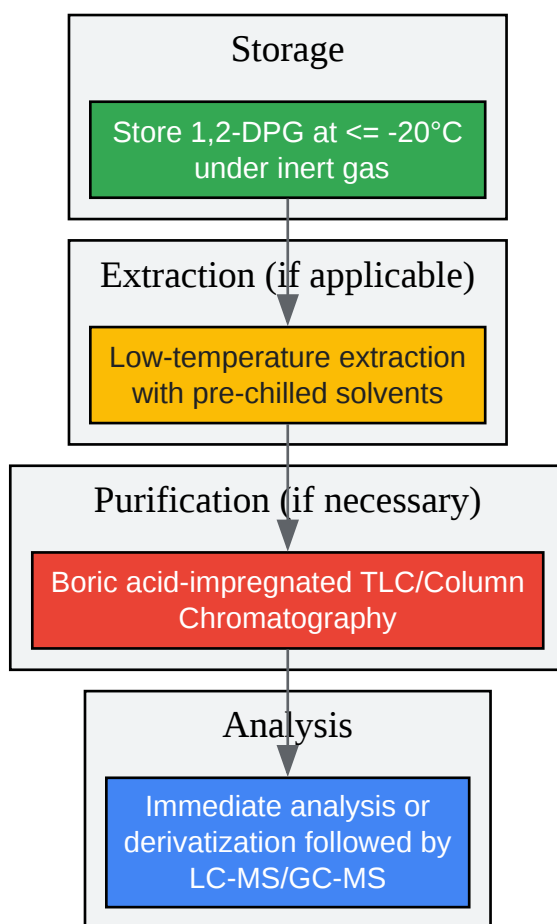 Storage
Store 1,2-DPG at <= -20°C
under inert gas
Extraction (if applicable)
Low-temperature extraction
with pre-chilled solvents
Purification (if necessary)
Boric acid-impregnated TLC/Column
Chromatography
Analysis
Immediate analysis or
derivatization followed by
LC-MS/GC-MS